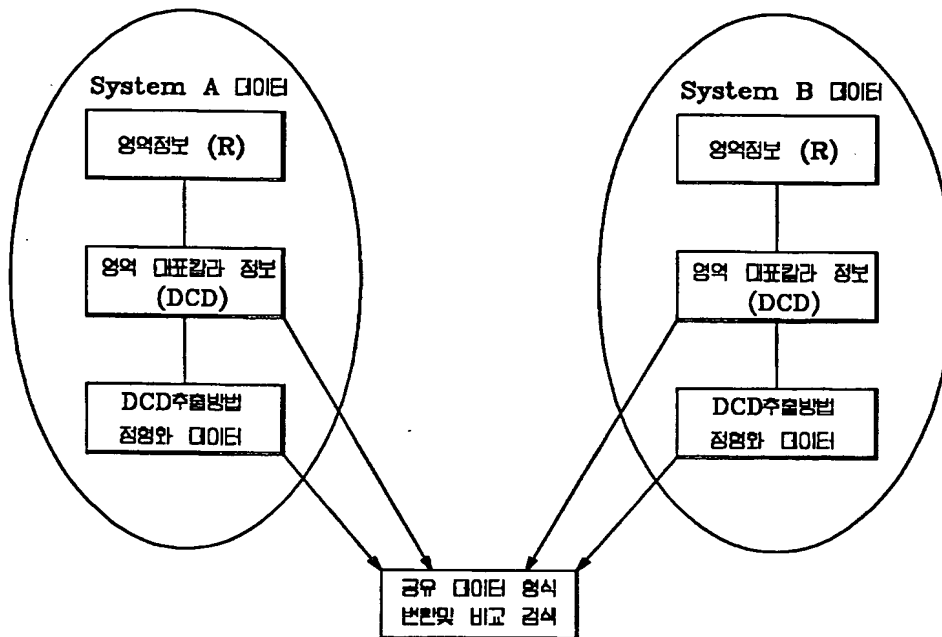 System A 데이터
영역정보 (R)
영역 대표칼라 정보
(DCD)
DCD추출방법
점형화 데이터
System B 데이터
영역정보 (R)
영역 대표칼라 정보
(DCD)
DCD추출방법
점형화 데이터
공유 데이터 형식
변환및 비교 검색